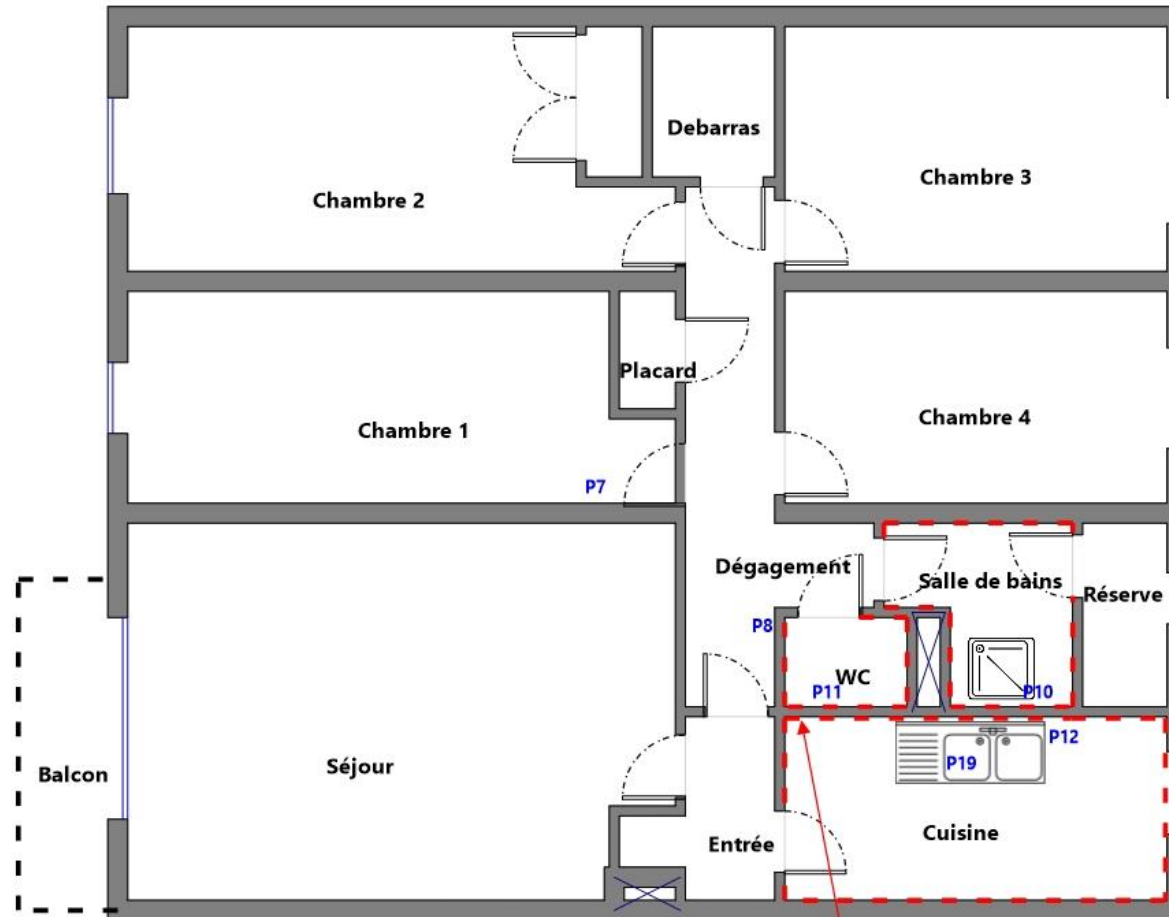 Debarras
Chambre 3
Chambre 2
Placard
Chambre 4
Chambre 1
P7
Dégagement
Salle de bains
Réserve
P8
WC
P11
P10
P12
P19
Séjour
Balcon
Cuisine
Entrée